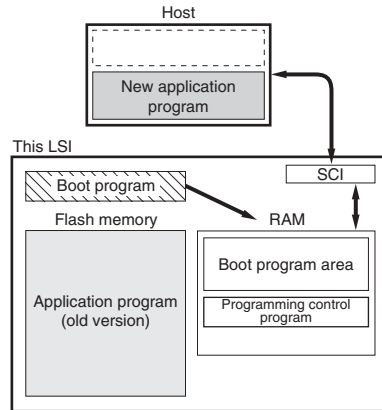 Host
New application
program
This LSI
SCI
Boot program
Flash memory
RAM
Application program
(old version)
Boot program area
Programming control
program